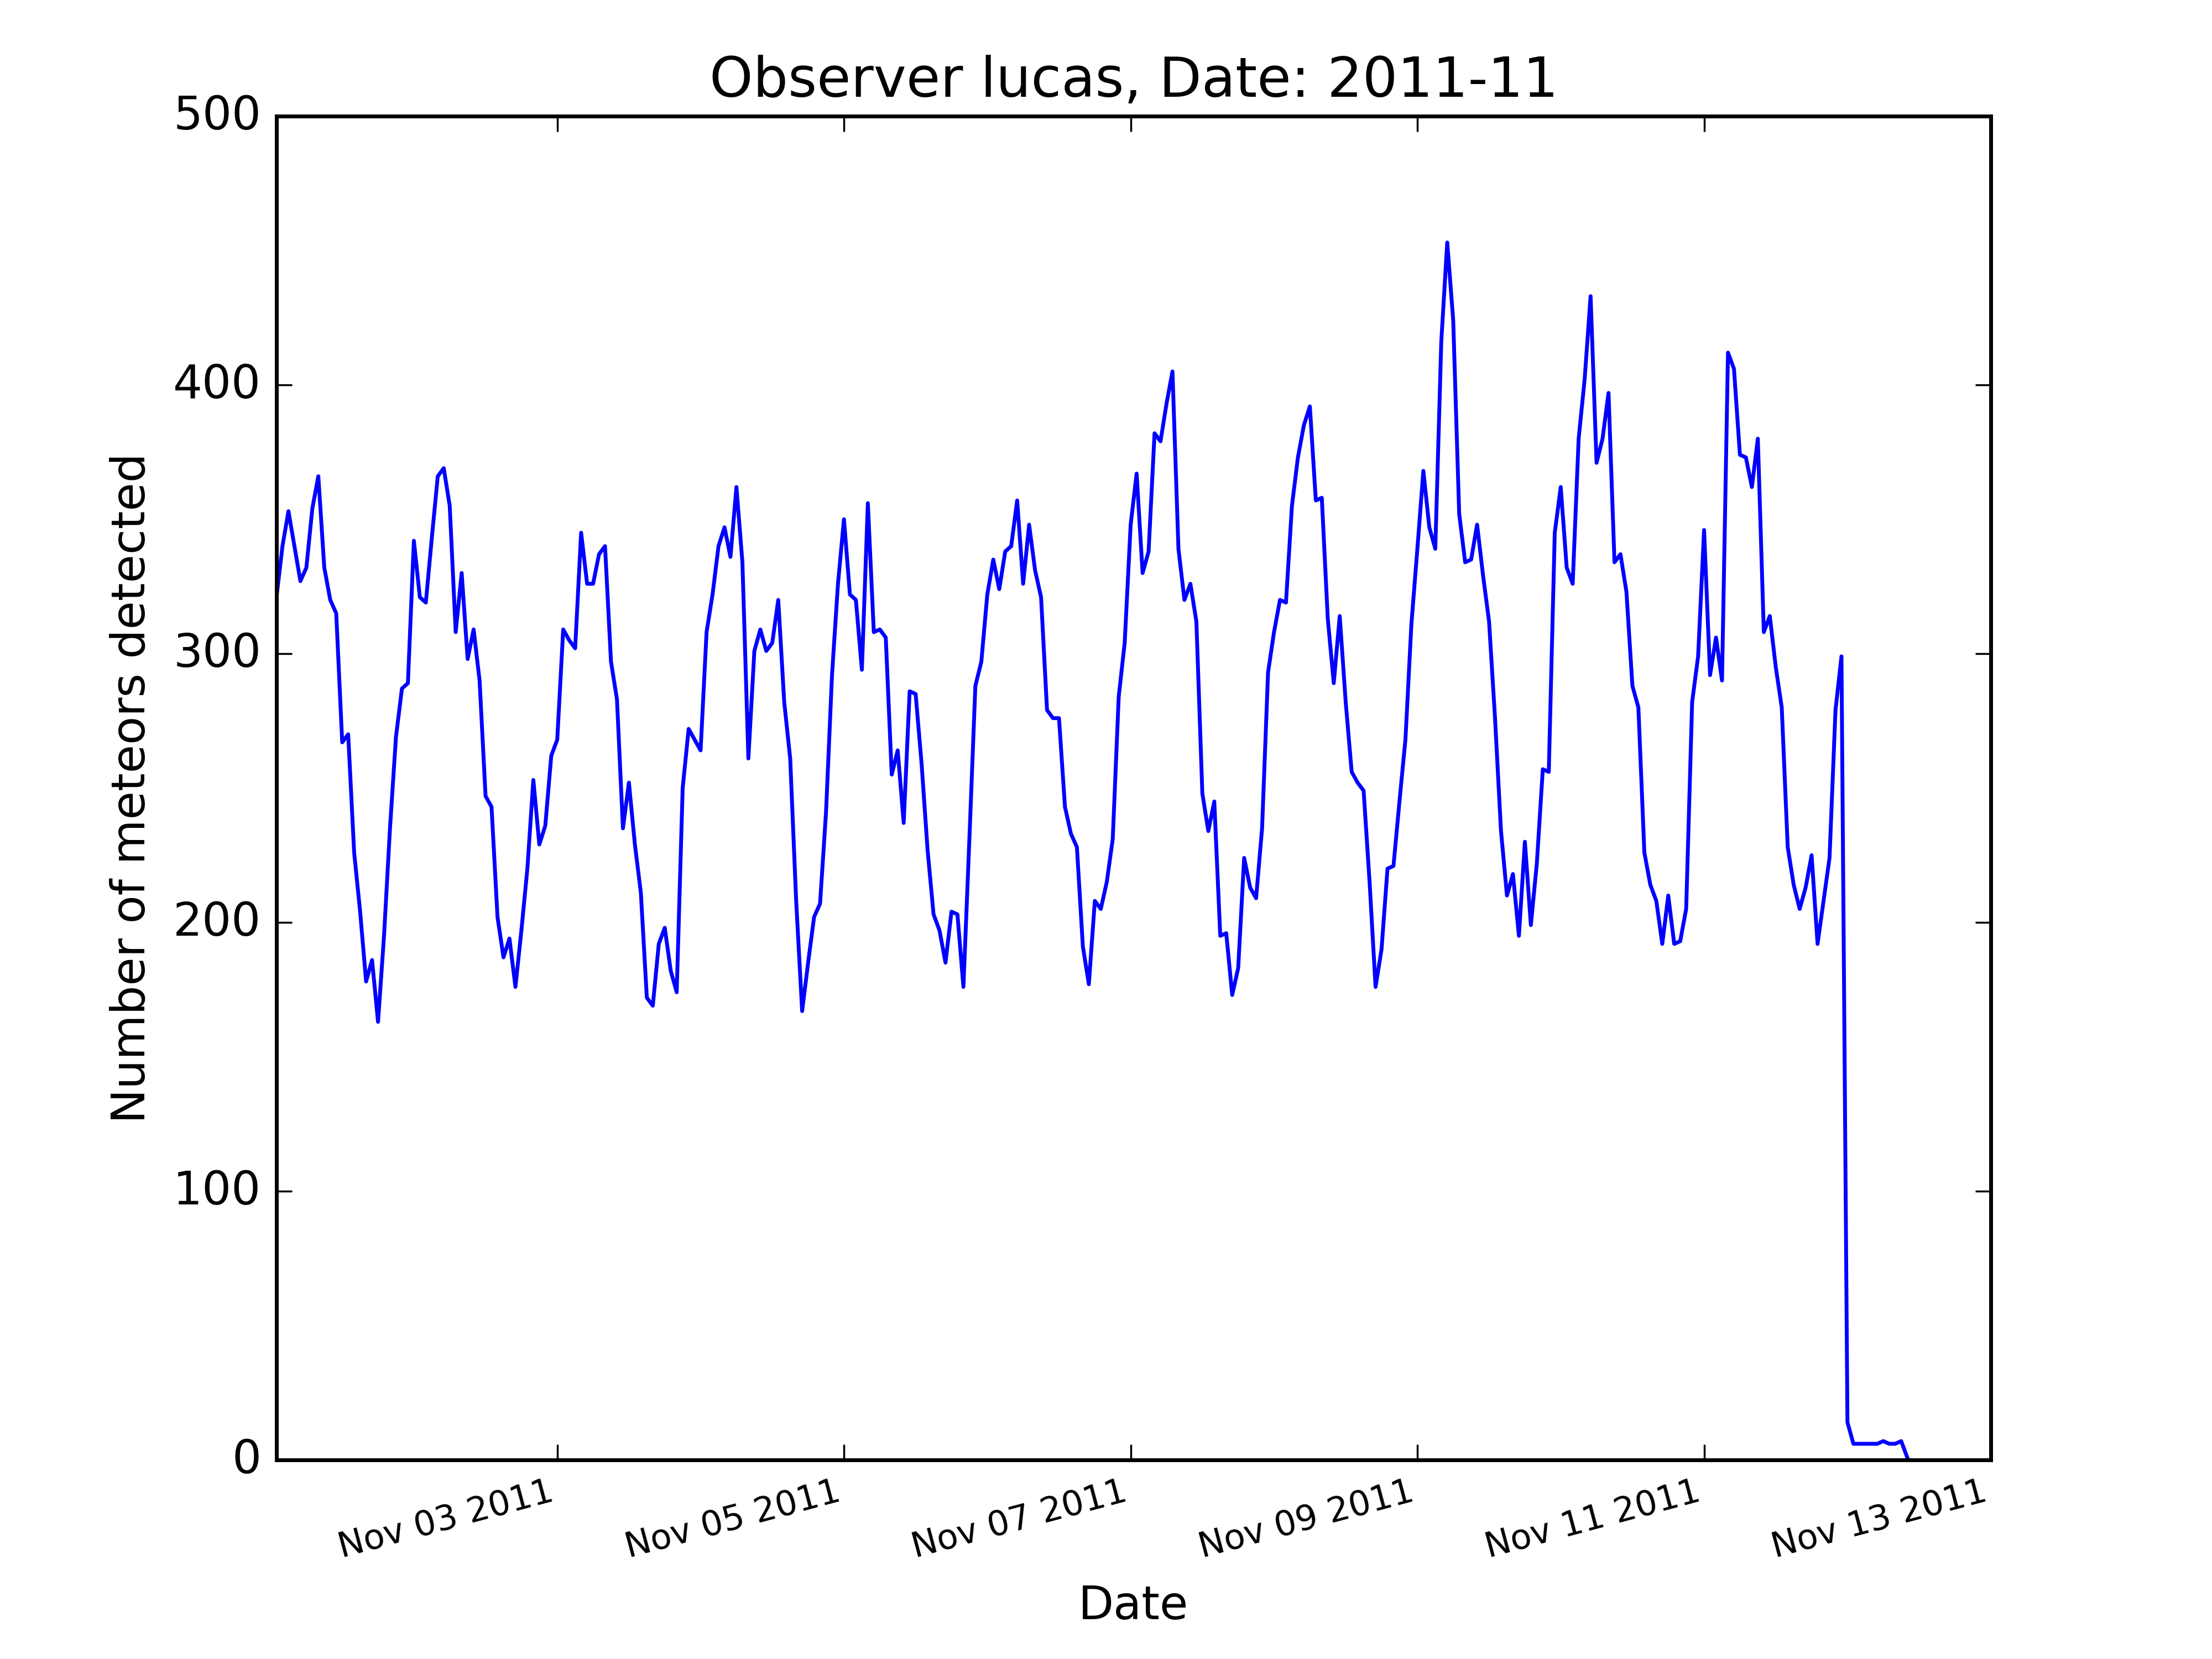 Observer lucas, Date: 2011-11
500
400
300
200
100
0
Number of meteors detected
Nov 03 2011
Nov 05 2011
Nov 07 2011
Nov 09 2011
Nov 11 2011
Nov 13 2011
Date